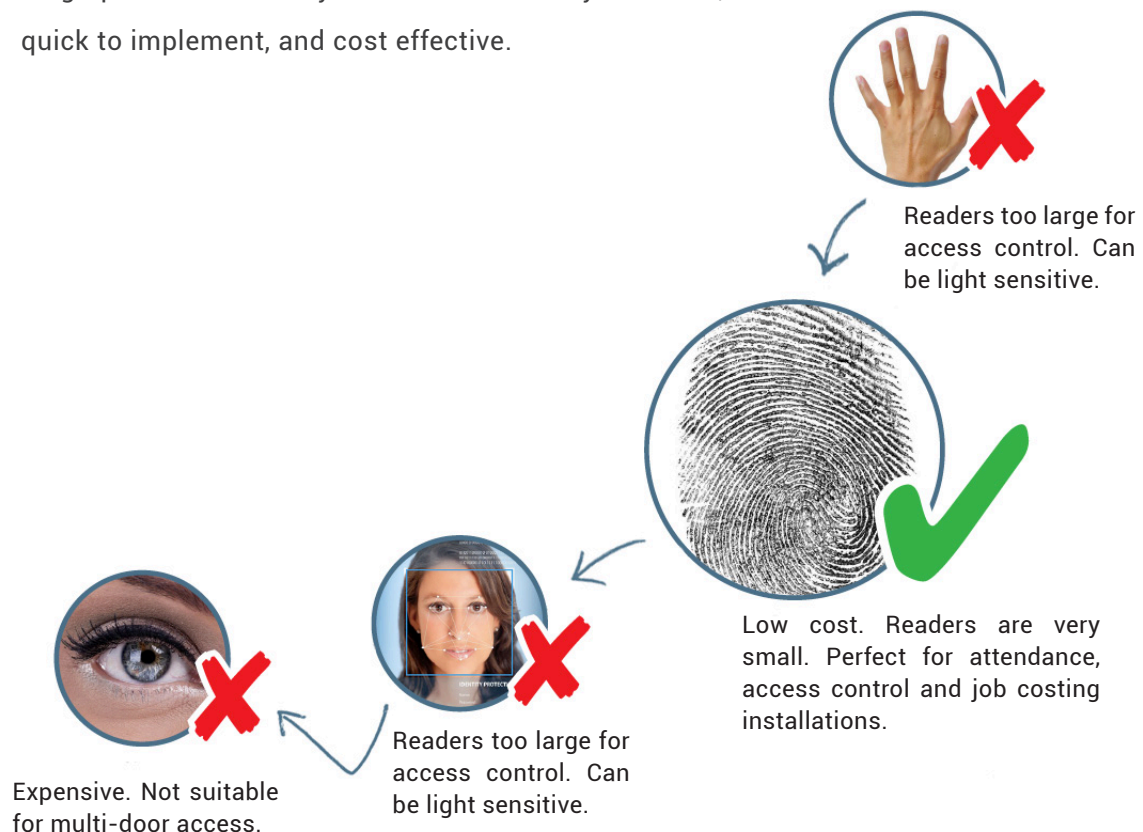 quick to implement, and cost effective.
Readers too large for
access control. Can
be light sensitive.
Low cost. Readers are very
small. Perfect for attendance,
access control and job costing
installations.
IDENTITY PROTECT
Readers too large for
access control. Can
be light sensitive.
Expensive. Not suitable
for multi-door access.